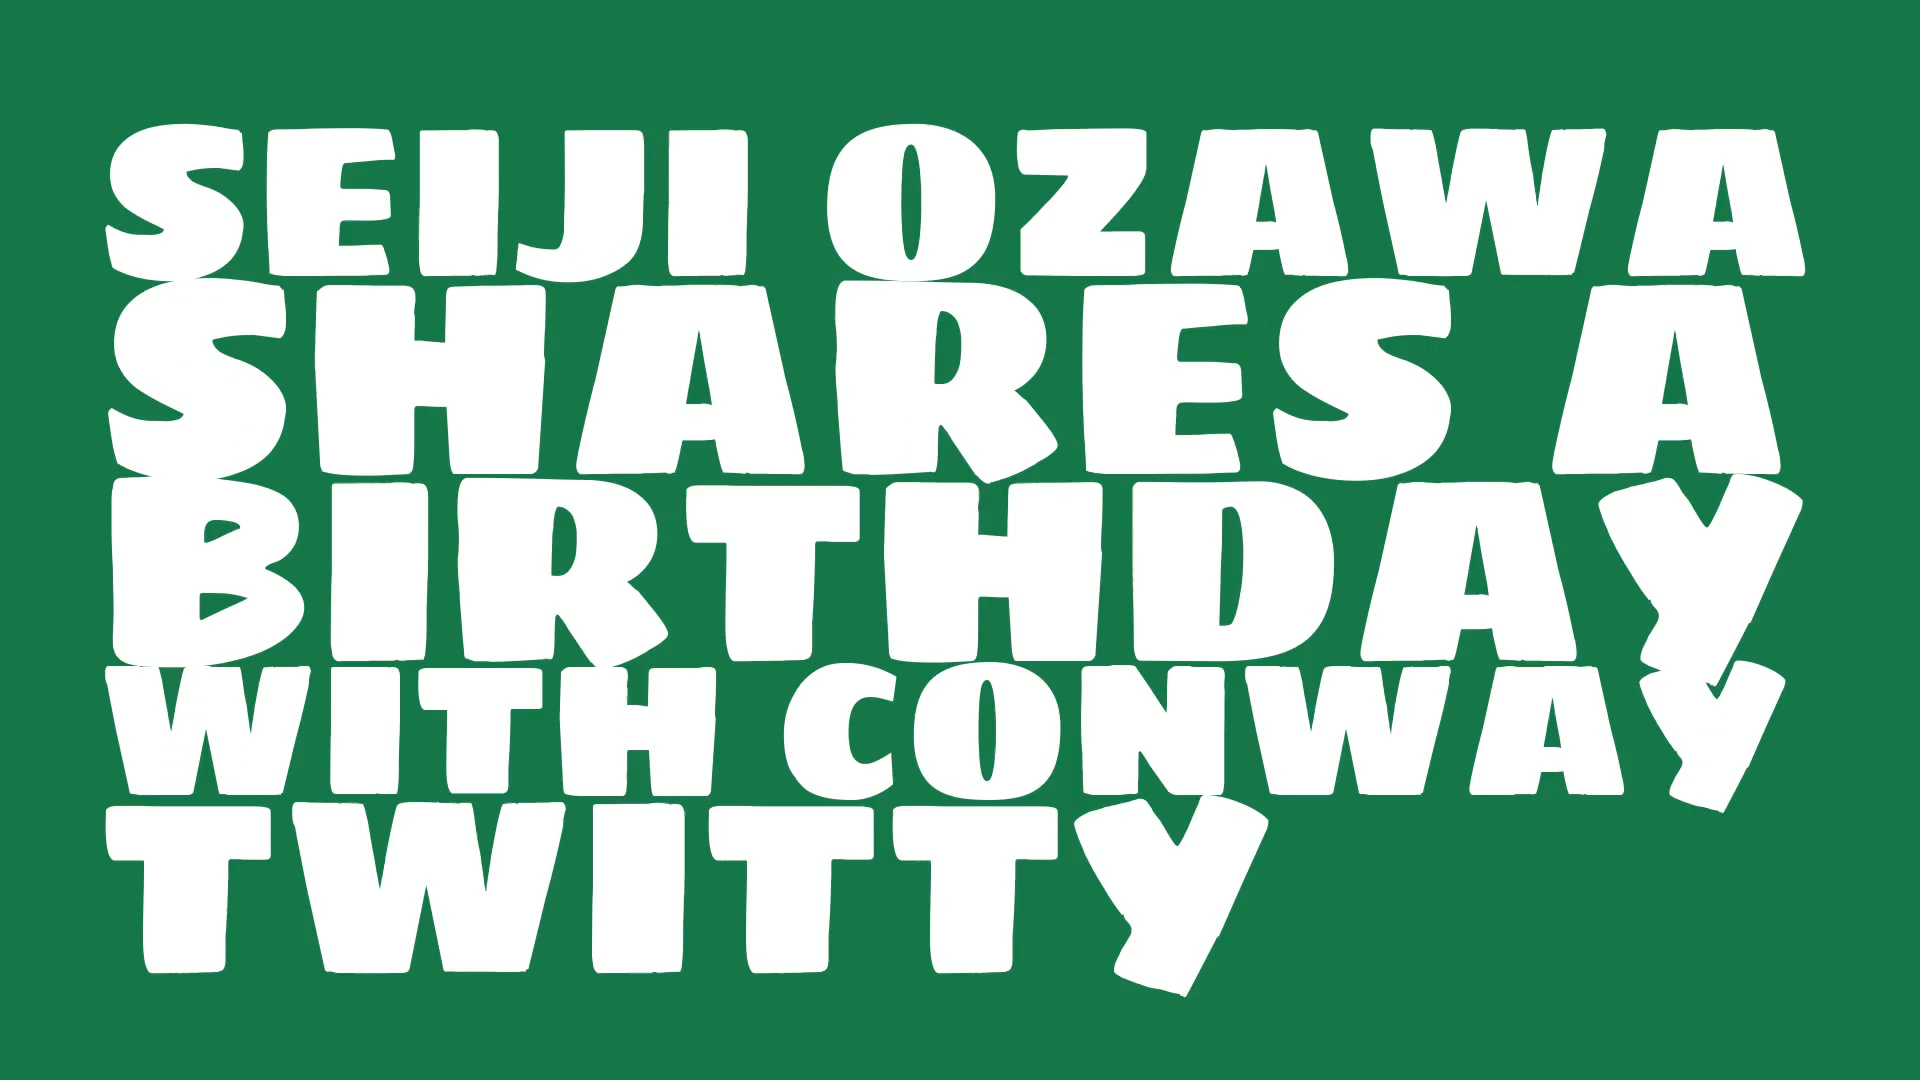 SEIJI OZAWA
SHARES A
BIRTHDAY
WITH CONWAY
TWITTY